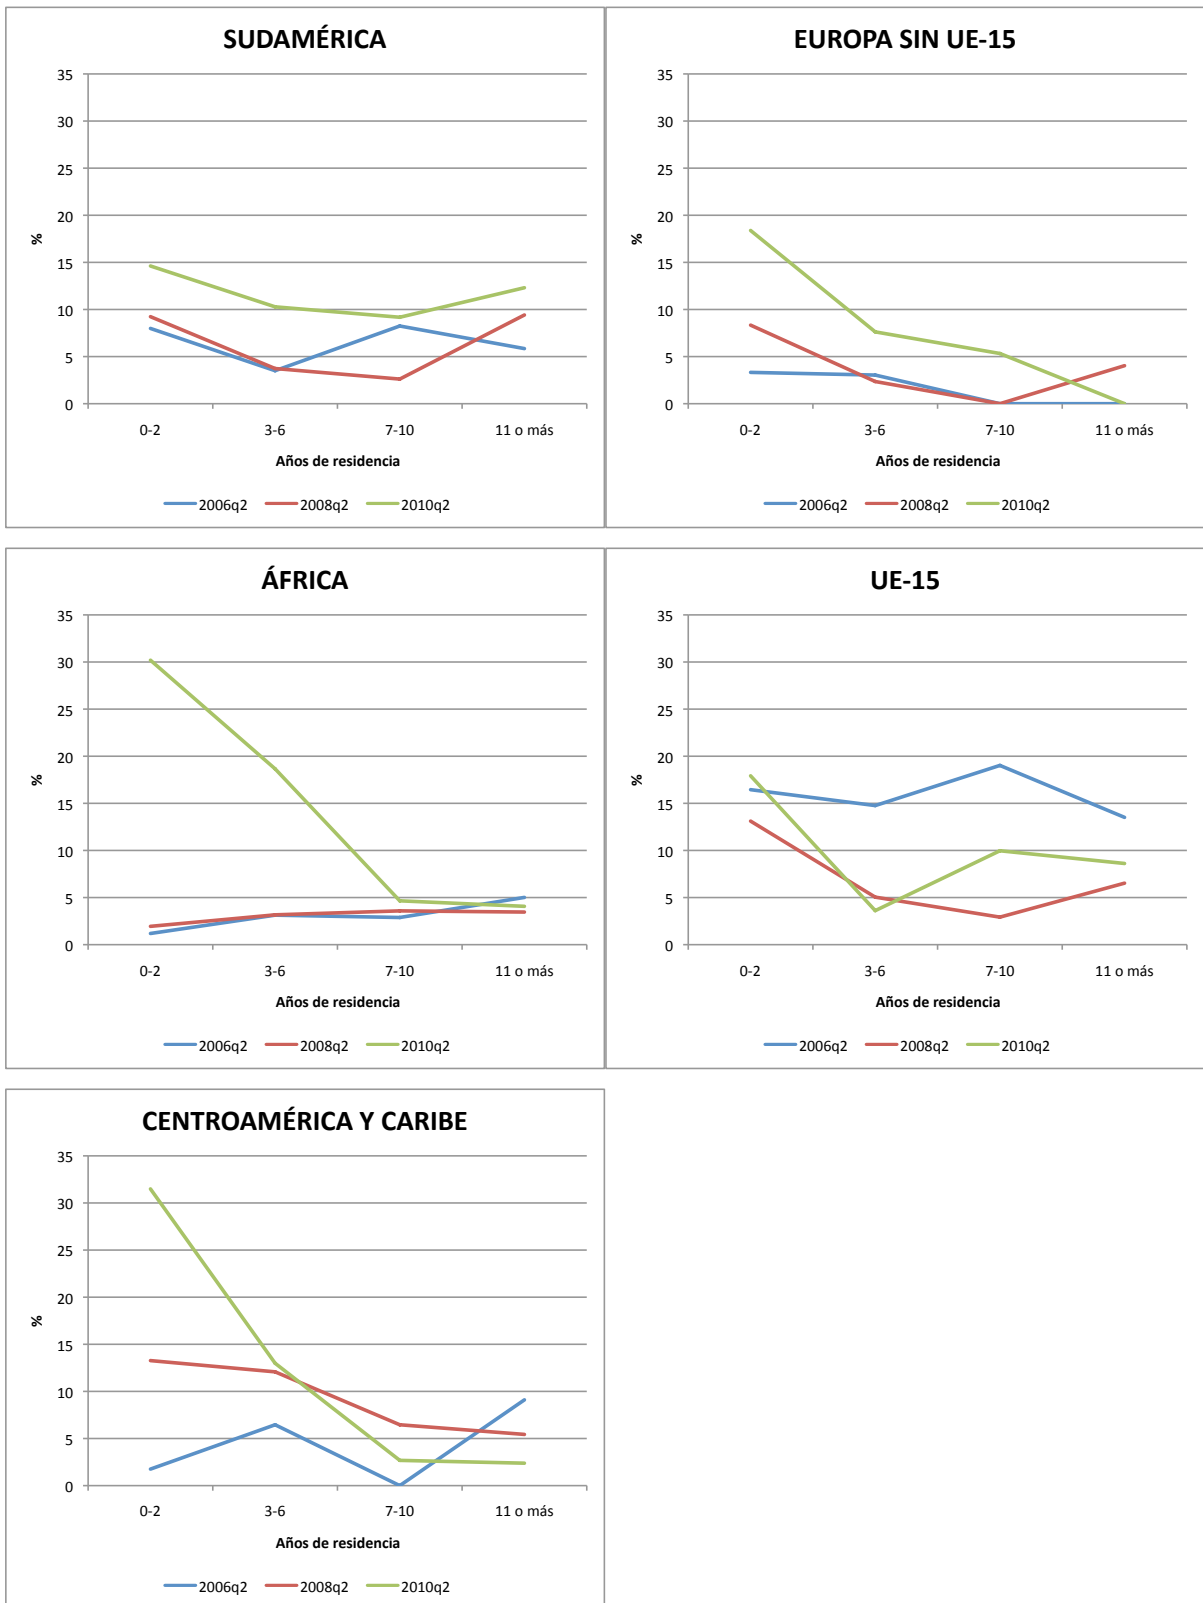 SUDAMÉRICA
35
30
25
20
15
10
5
0
%
0-2 3-6 7-10 11 o más
Años de residencia
2006q2 2008q2 2010q2
EUROPA SIN UE-15
35
30
25
20
15
10
5
0
%
0-2 3-6 7-10 11 o más
Años de residencia
2006q2 2008q2 2010q2
ÁFRICA
35
30
25
20
15
10
5
0
%
0-2 3-6 7-10 11 o más
Años de residencia
2006q2 2008q2 2010q2
UE-15
35
30
25
20
15
10
5
0
%
0-2 3-6 7-10 11 o más
Años de residencia
2006q2 2008q2 2010q2
CENTROAMÉRICA Y CARIBE
35
30
25
20
15
10
5
0
%
0-2 3-6 7-10 11 o más
Años de residencia
2006q2 2008q2 2010q2